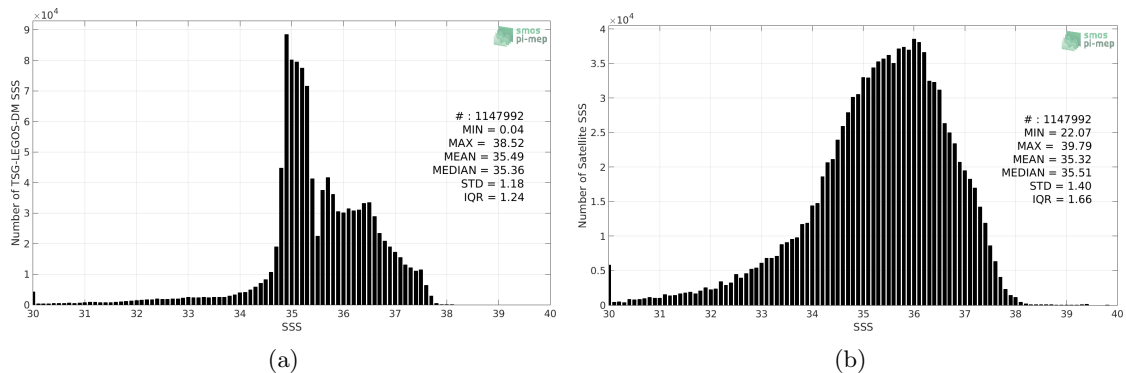 ×10⁴
9
8
7
6
5
4
3
2
1
0
Number of TSG-LEGOS-DM SSS
smos
pi-mep
# : 1147992
MIN = 0.04
MAX = 38.52
MEAN = 35.49
MEDIAN = 35.36
STD = 1.18
IQR = 1.24
30 31 32 33 34 35 36 37 38 39 40
SSS
(a)
×10⁴
4
3.5
3
2.5
2
1.5
1
0.5
0
Number of Satellite SSS
smos
pi-mep
# : 1147992
MIN = 22.07
MAX = 39.79
MEAN = 35.32
MEDIAN = 35.51
STD = 1.40
IQR = 1.66
30 31 32 33 34 35 36 37 38 39 40
SSS
(b)